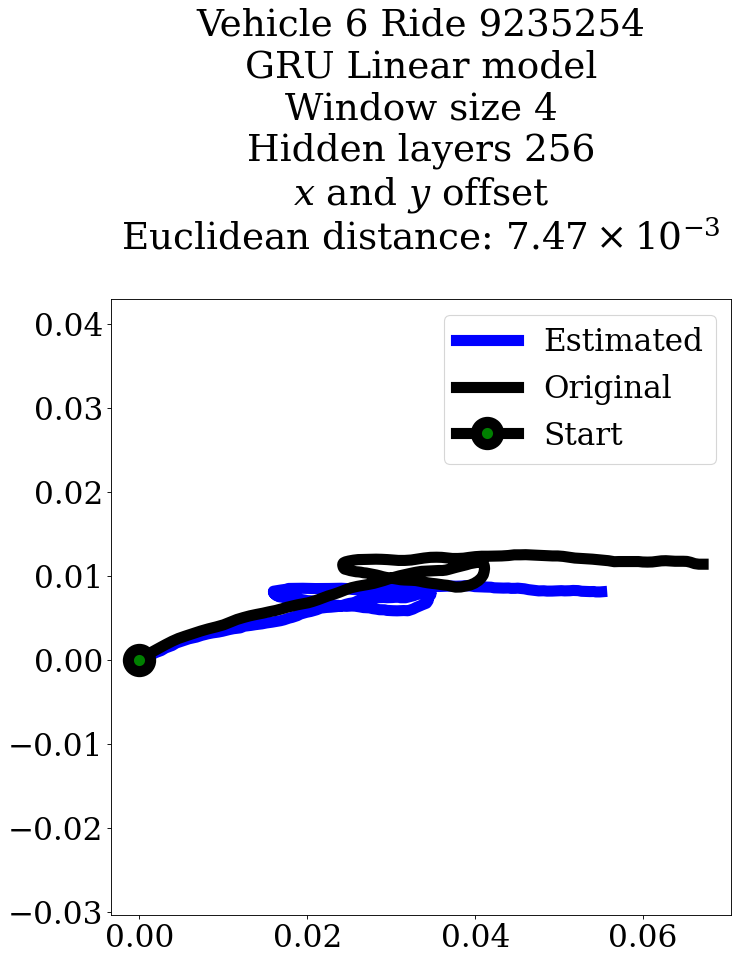 Vehicle 6 Ride 9235254
GRU Linear model
Window size 4
Hidden layers 256
x and y offset
Euclidean distance: 7.47 × 10⁻³
Estimated
Original
Start
0.04
0.03
0.02
0.01
0.00
−0.01
−0.02
−0.03
0.00 0.02 0.04 0.06